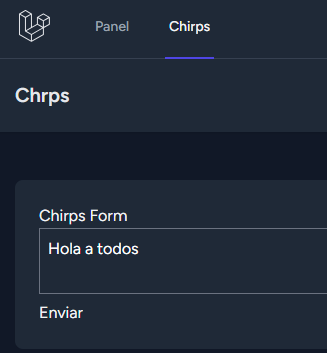 Panel Chirps
Chrps
Chirps Form
Hola a todos
Enviar